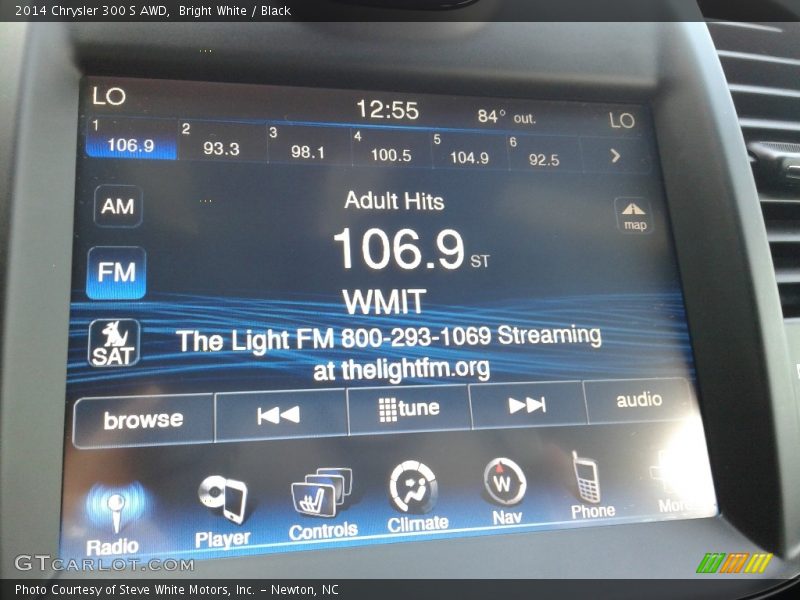 2014 Chrysler 300 S AWD,  Bright White / Black
LO 12:55 84° out. LO
1 106.9 2 93.3 3 98.1 4 100.5 5 104.9 6 92.5 >
AM Adult Hits map
FM 106.9 ST
WMIT
SAT The Light FM 800-293-1069 Streaming
at thelightfm.org
browse tune audio
Radio Player Controls Climate W Nav Phone More
GTCARLOT.COM
Photo Courtesy of Steve White Motors, Inc. – Newton, NC